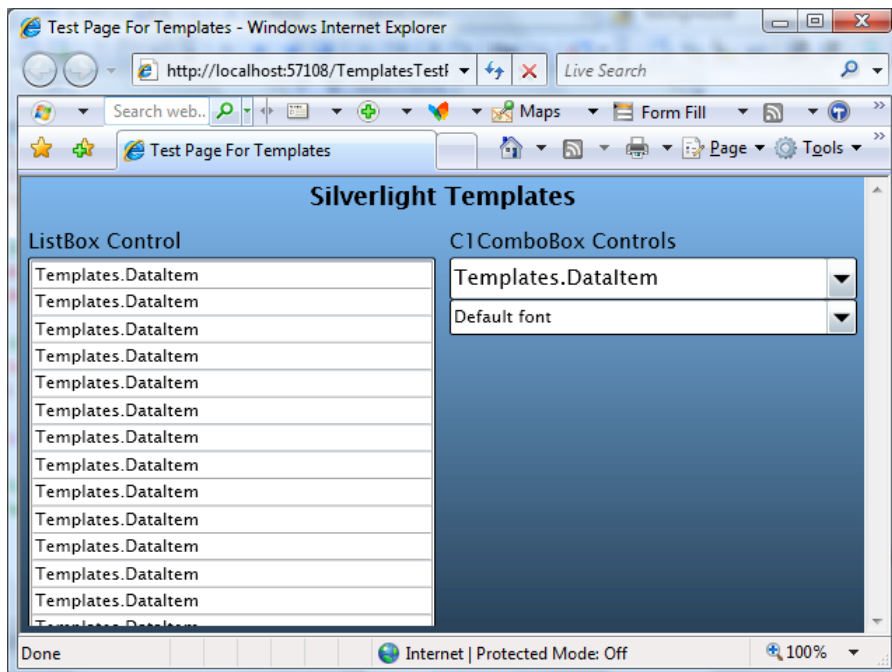 Test Page For Templates - Windows Internet Explorer
http://localhost:57108/TemplatesTestF
Live Search
Search web..
Maps
Form Fill
Test Page For Templates
Page
Tools
Silverlight Templates
ListBox Control
C1ComboBox Controls
Templates.DataItem
Templates.DataItem
Templates.DataItem
Default font
Templates.DataItem
Templates.DataItem
Templates.DataItem
Templates.DataItem
Templates.DataItem
Templates.DataItem
Templates.DataItem
Templates.DataItem
Templates.DataItem
Templates.DataItem
Templates.DataItem
Done
Internet | Protected Mode: Off
100%